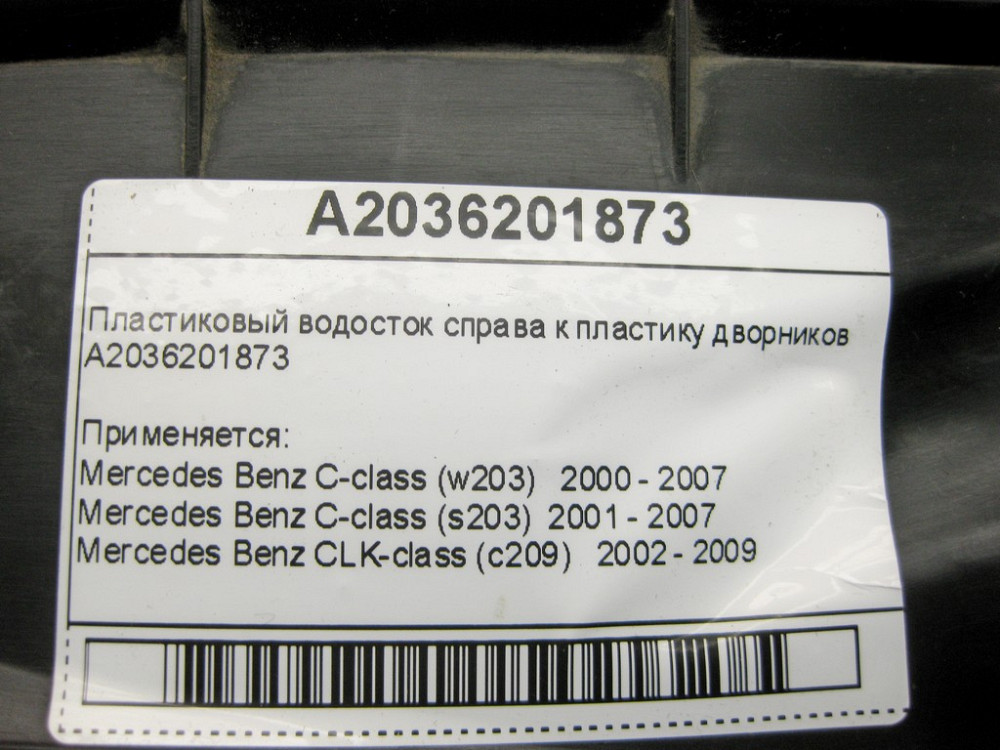 A2036201873
Пластиковый водосток справа к пластику дворников
A2036201873
Применяется:
Mercedes Benz C-class (w203) 2000 - 2007
Mercedes Benz C-class (s203) 2001 - 2007
Mercedes Benz CLK-class (c209) 2002 - 2009